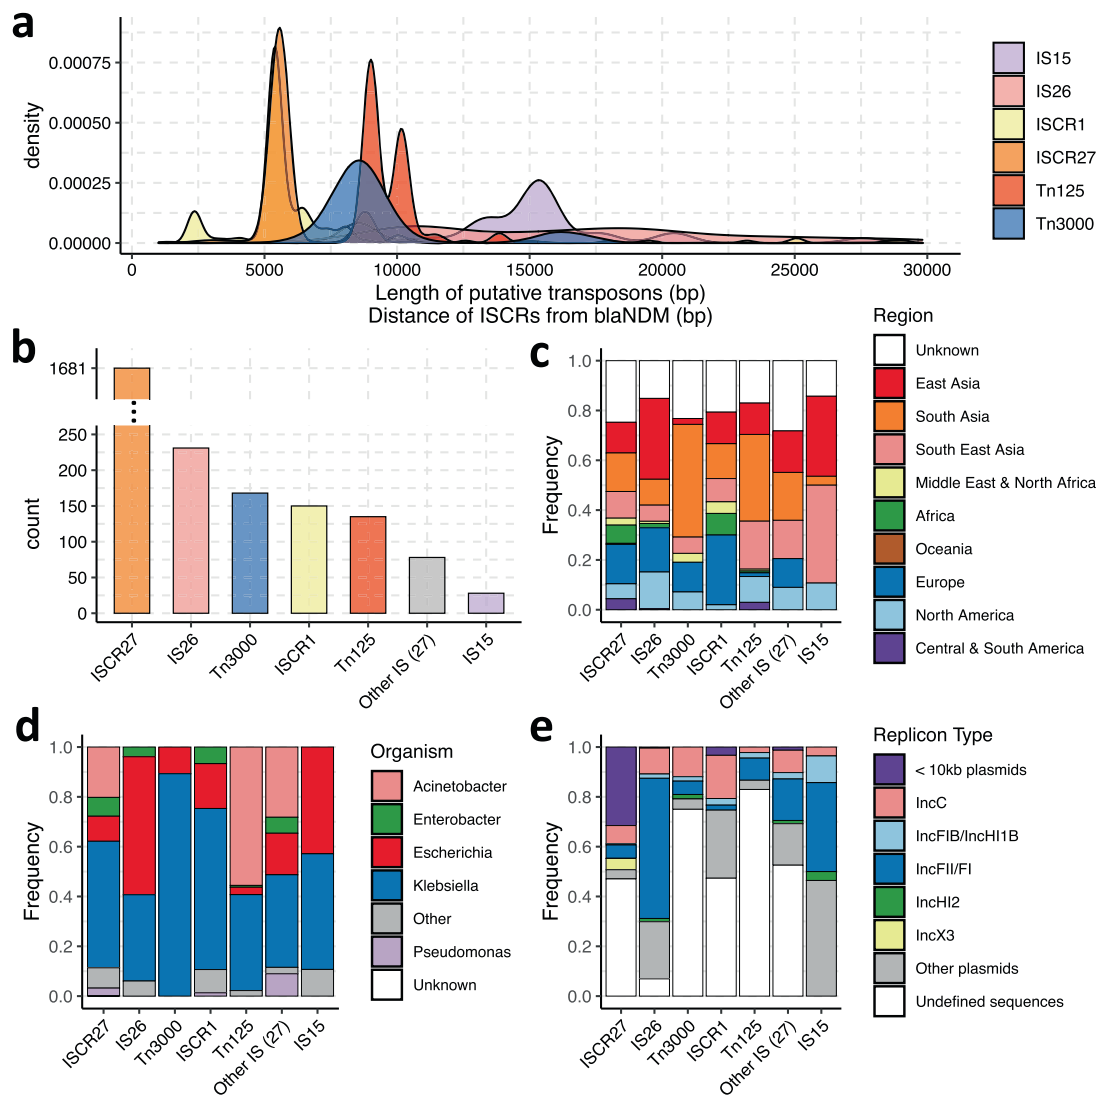 a
0.00075
0.00050
0.00025
0.00000
density
0
5000
10000
15000
20000
25000
30000
Length of putative transposons (bp)
Distance of ISCRs from blaNDM (bp)
IS15
IS26
ISCR1
ISCR27
Tn125
Tn3000
b
1681
250
200
150
100
50
0
count
ISCR27
IS26
Tn3000
ISCR1
Tn125
Other IS (27)
IS15
c
1.0
0.8
0.6
0.4
0.2
0.0
Frequency
ISCR27
IS26
Tn3000
ISCR1
Tn125
Other IS (27)
IS15
Region
Unknown
East Asia
South Asia
South East Asia
Middle East & North Africa
Africa
Oceania
Europe
North America
Central & South America
d
1.0
0.8
0.6
0.4
0.2
0.0
Frequency
ISCR27
IS26
Tn3000
ISCR1
Tn125
Other IS (27)
IS15
Organism
Acinetobacter
Enterobacter
Escherichia
Klebsiella
Other
Pseudomonas
Unknown
e
1.0
0.8
0.6
0.4
0.2
0.0
Frequency
ISCR27
IS26
Tn3000
ISCR1
Tn125
Other IS (27)
IS15
Replicon Type
< 10kb plasmids
IncC
IncFIB/IncHI1B
IncFII/FI
IncHI2
IncX3
Other plasmids
Undefined sequences